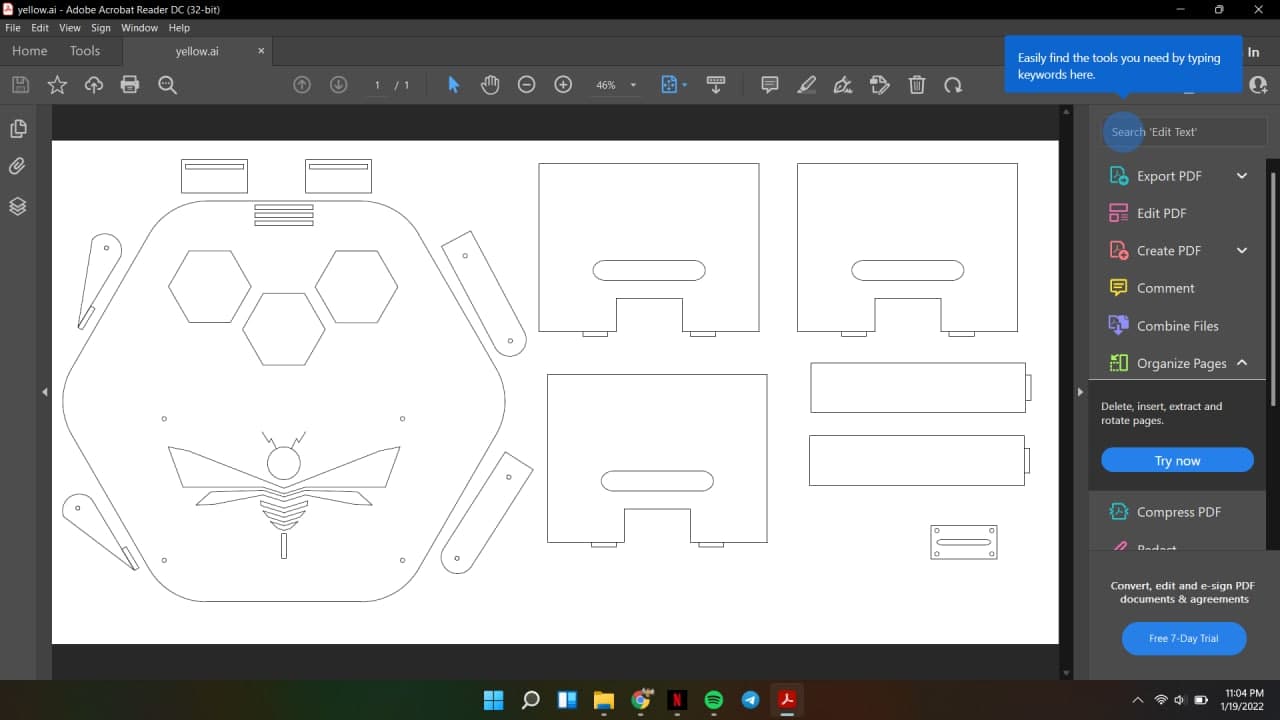 yellow.ai - Adobe Acrobat Reader DC (32-bit)
File Edit View Sign Window Help
Home Tools yellow.ai
In
Easily find the tools you need by typing
keywords here.
1 / 1
46%
Search 'Edit Text'
Export PDF
Edit PDF
Create PDF
Comment
Combine Files
Organize Pages
Delete, insert, extract and
rotate pages.
Try now
Compress PDF
Redact
Convert, edit and e-sign PDF
documents & agreements
Free 7-Day Trial
11:04 PM
1/19/2022